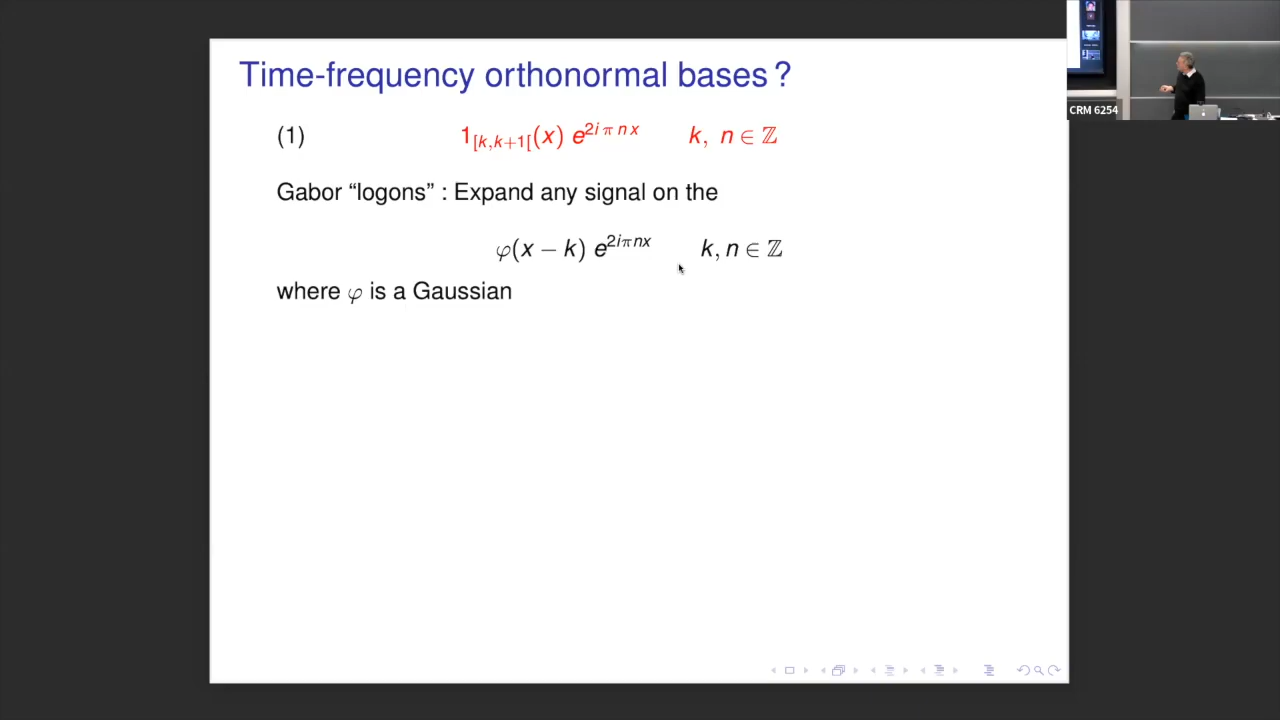 Time-frequency orthonormal bases ?
(1) 1_{[k,k+1[}(x) e^{2iπnx} k, n ∈ ℤ
Gabor “logons” : Expand any signal on the
φ(x − k) e^{2iπnx} k, n ∈ ℤ
where φ is a Gaussian
CRM 6254